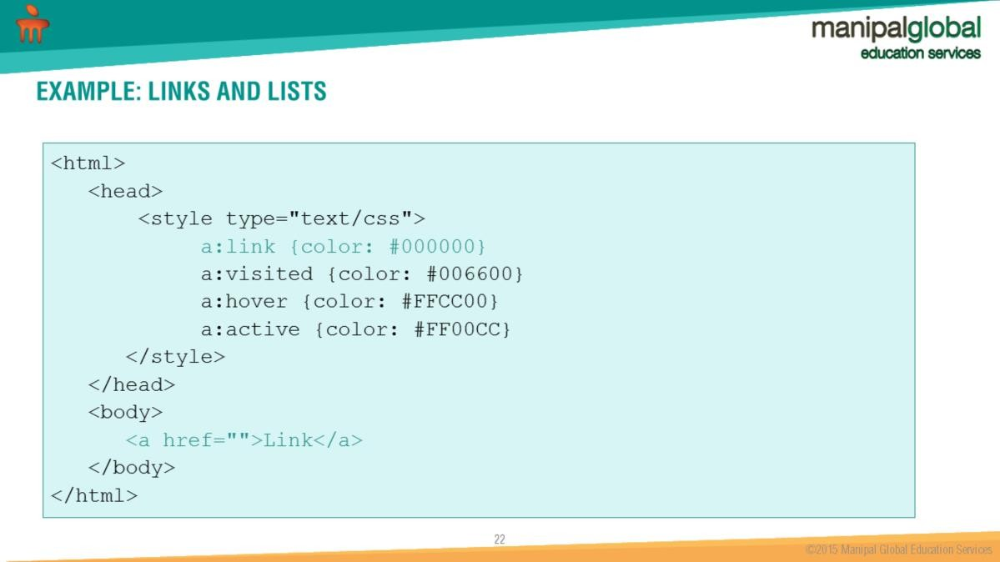 manipalglobal
education services
EXAMPLE: LINKS AND LISTS
<html>
<head>
<style type="text/css">
a:link {color: #000000}
a:visited {color: #006600}
a:hover {color: #FFCC00}
a:active {color: #FF00CC}
</style>
</head>
<body>
<a href="">Link</a>
</body>
</html>
22
©2015 Manipal Global Education Services